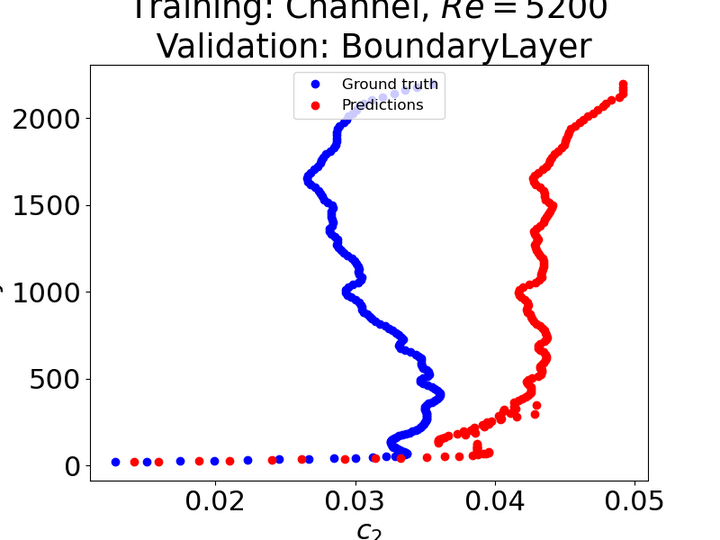 Training: Channel, Re = 5200
Validation: BoundaryLayer
Ground truth
Predictions
2000
1500
1000
500
0
0.02 0.03 0.04 0.05
c₂